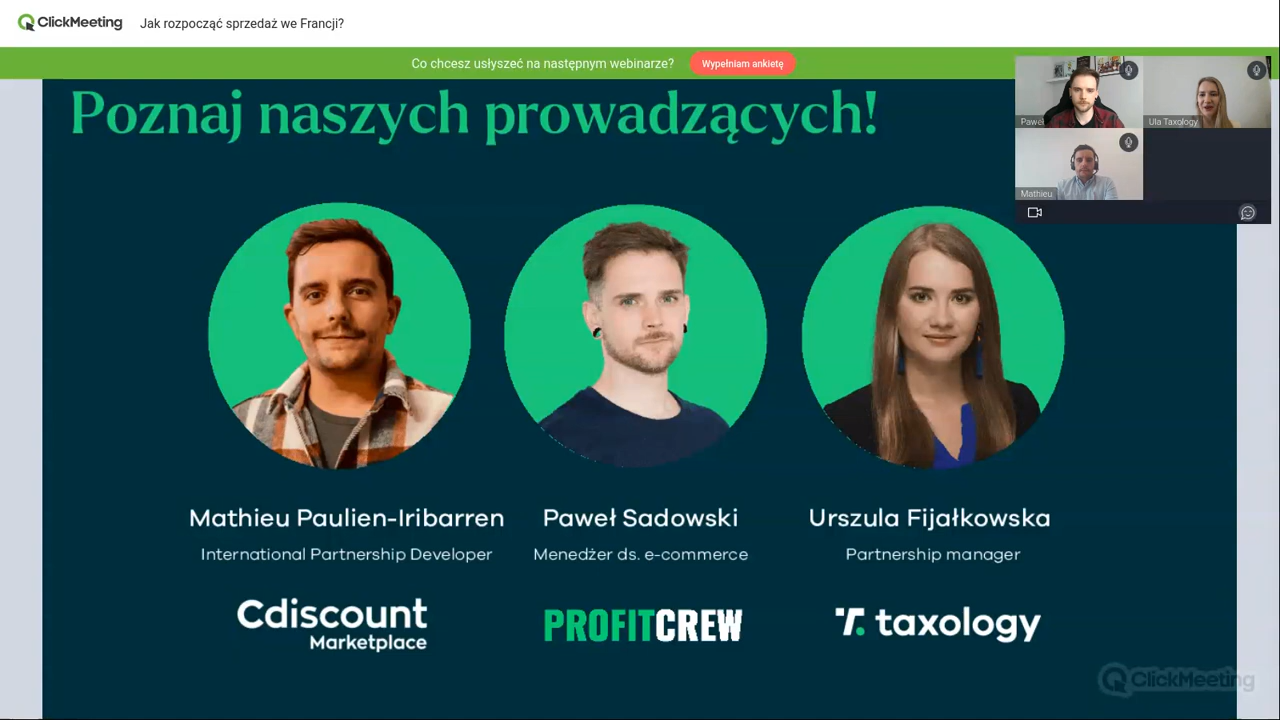 ClickMeeting Jak rozpocząć sprzedaż we Francji?
Co chcesz usłyszeć na następnym webinarze? Wypełniam ankietę
Poznaj naszych prowadzących!
Paweł
Ula Taxology
Mathieu
Mathieu Paulien-Iribarren
International Partnership Developer
Cdiscount
Marketplace
Paweł Sadowski
Menedżer ds. e-commerce
PROFITCREW
Urszula Fijałkowska
Partnership manager
taxology
ClickMeeting